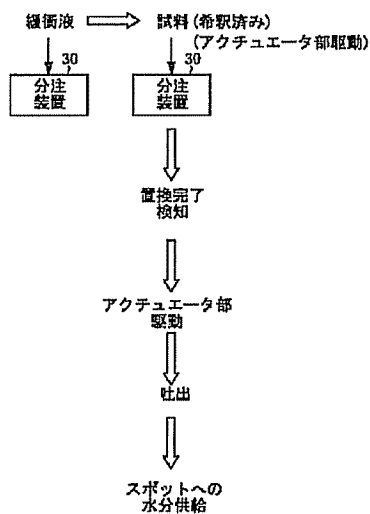 緩衝液
試料(希釈済み)
(アクチュエータ部駆動)
30
30
分注
装置
分注
装置
置換完了
検知
アクチュエータ部
駆動
吐出
スポットへの
水分供給